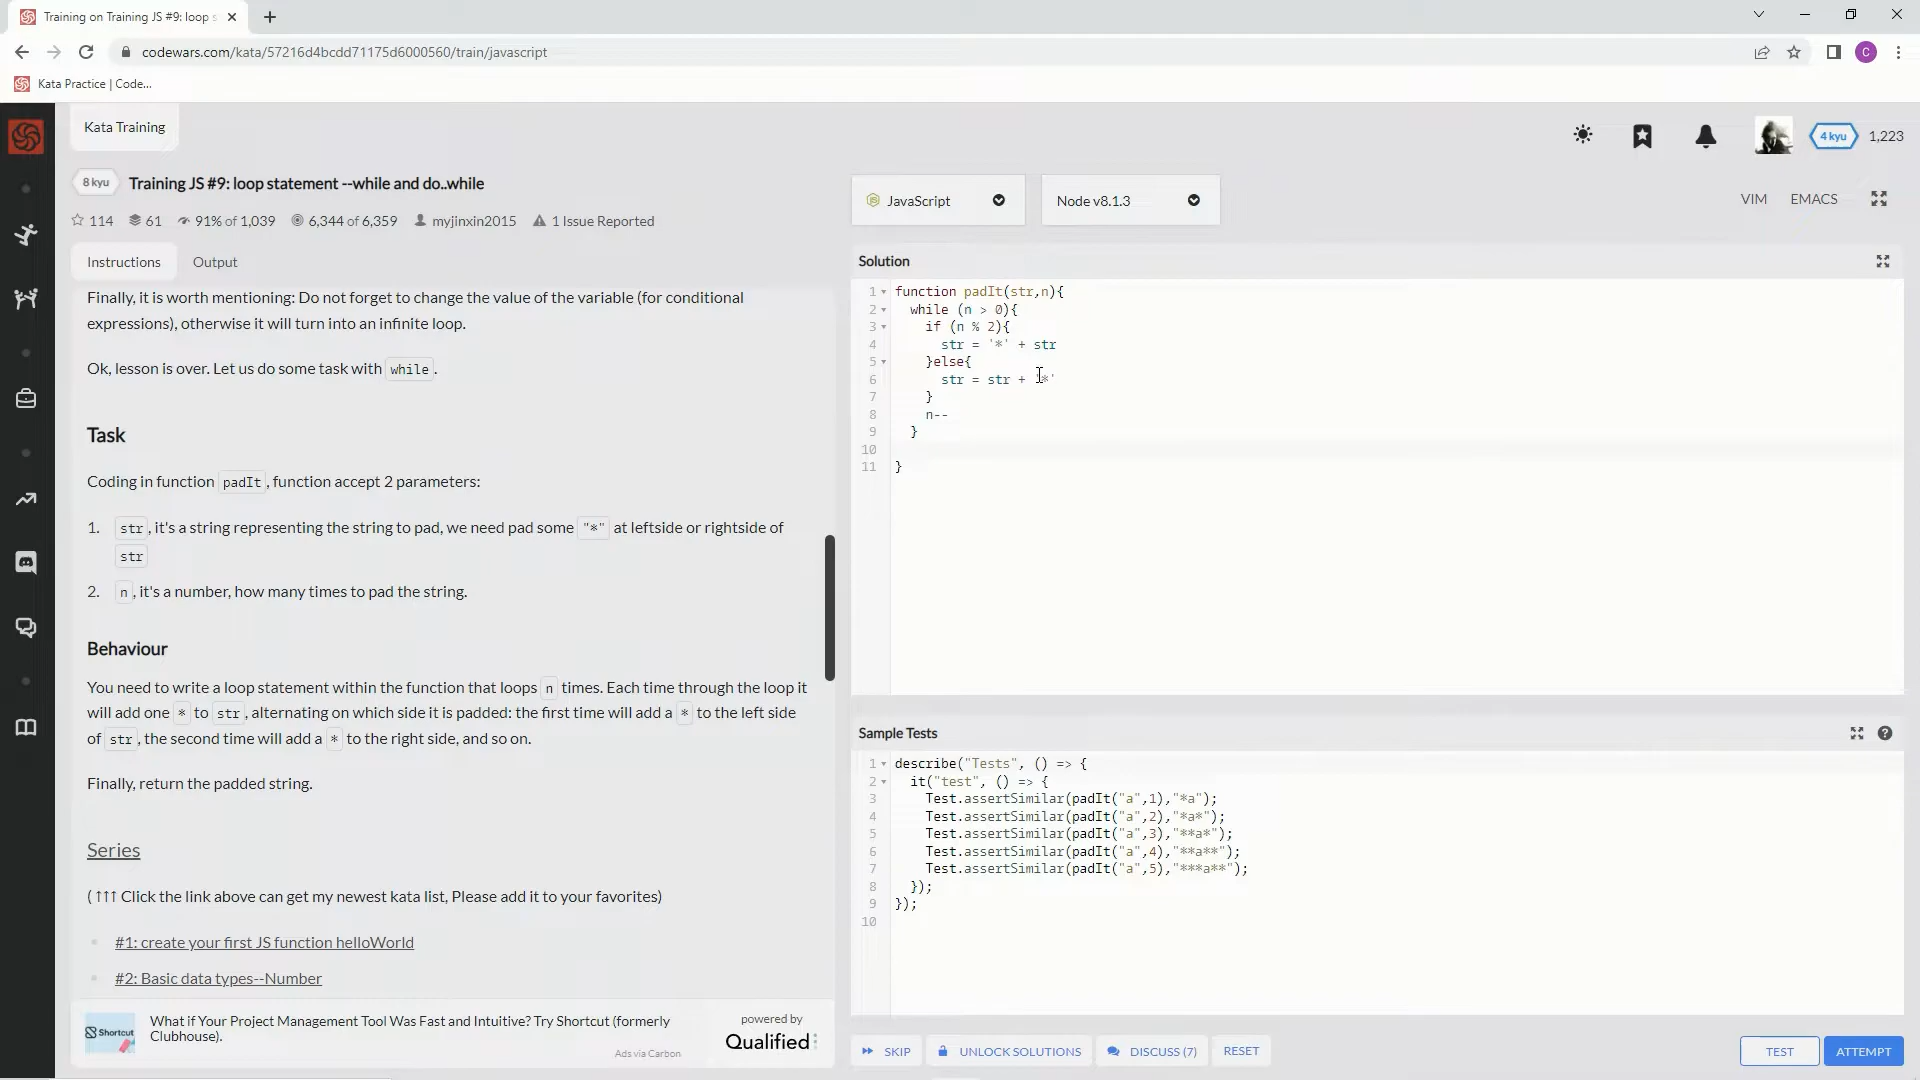 Training on Training JS #9: loop s
codewars.com/kata/57216d4bcdd71175d6000560/train/javascript
C
Kata Practice | Code...
Kata Training
4 kyu 1,223
8 kyu Training JS #9: loop statement --while and do..while
114 61 91% of 1,039 6,344 of 6,359 myjinxin2015 1 Issue Reported
JavaScript Node v8.1.3 VIM EMACS
Instructions Output
Finally, it is worth mentioning: Do not forget to change the value of the variable (for conditional
expressions), otherwise it will turn into an infinite loop.
Ok, lesson is over. Let us do some task with while.
Task
Coding in function padIt, function accept 2 parameters:
1. str, it's a string representing the string to pad, we need pad some "*" at leftside or rightside of
str
2. n, it's a number, how many times to pad the string.
Behaviour
You need to write a loop statement within the function that loops n times. Each time through the loop it
will add one * to str, alternating on which side it is padded: the first time will add a * to the left side
of str, the second time will add a * to the right side, and so on.
Finally, return the padded string.
Series
( ↑↑↑ Click the link above can get my newest kata list, Please add it to your favorites)
#1: create your first JS function helloWorld
#2: Basic data types--Number
Shortcut
What if Your Project Management Tool Was Fast and Intuitive? Try Shortcut (formerly
Clubhouse).
Ads via Carbon
powered by
Qualified
Solution
1 function padIt(str,n){
2 while (n > 0){
3 if (n % 2){
4 str = '*' + str
5 }else{
6 str = str + '*'
7 }
8 n--
9 }
10
11 }
Sample Tests
1 describe("Tests", () => {
2 it("test", () => {
3 Test.assertSimilar(padIt("a",1),"*a");
4 Test.assertSimilar(padIt("a",2),"*a*");
5 Test.assertSimilar(padIt("a",3),"**a*");
6 Test.assertSimilar(padIt("a",4),"**a**");
7 Test.assertSimilar(padIt("a",5),"***a**");
8 });
9 });
10
SKIP UNLOCK SOLUTIONS DISCUSS (7) RESET TEST ATTEMPT